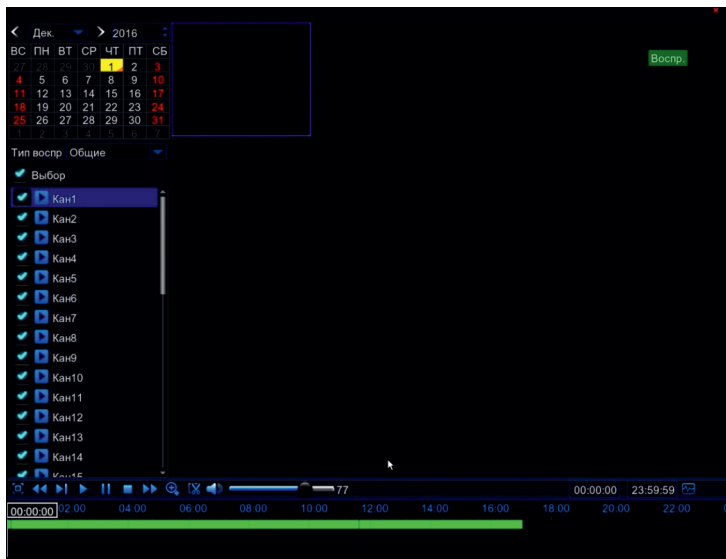 Дек. 2016
ВС ПН ВТ СР ЧТ ПТ СБ
27 28 29 30 1 2 3
4 5 6 7 8 9 10
11 12 13 14 15 16 17
18 19 20 21 22 23 24
25 26 27 28 29 30 31
1 2 3 4 5 6 7
Воспр.
Тип воспр Общие
Выбор
Кан1
Кан2
Кан3
Кан4
Кан5
Кан6
Кан7
Кан8
Кан9
Кан10
Кан11
Кан12
Кан13
Кан14
Кан15
77 00:00:00 23:59:59
00:00:00 02:00 04:00 06:00 08:00 10:00 12:00 14:00 16:00 18:00 20:00 22:00